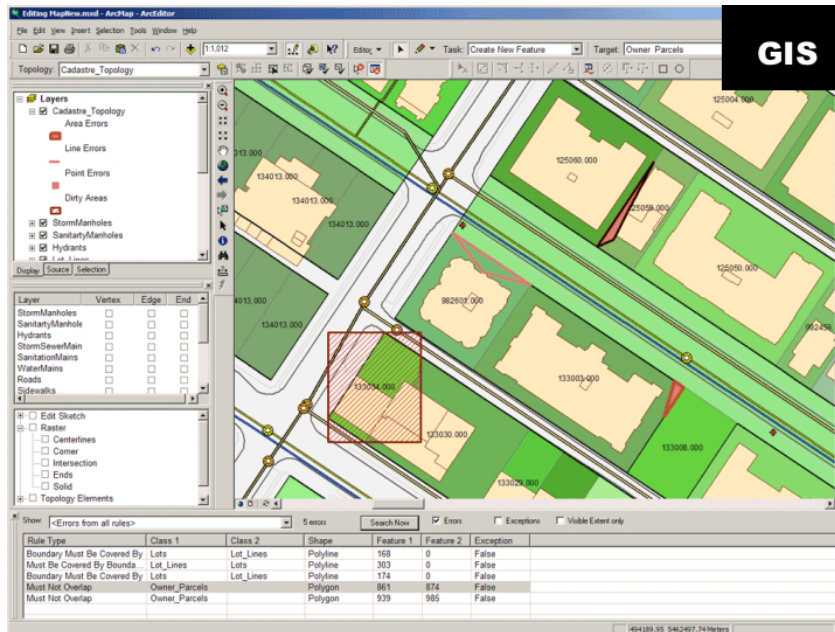 Editing MapNew.mxd - ArcMap - ArcEditor
GIS
File Edit View Insert Selection Tools Window Help
1:1,012 Editor Task: Create New Feature Target: Owner Parcels
Topology: Cadastre_Topology
Layers
Cadastre_Topology
Area Errors
Line Errors
Point Errors
Dirty Areas
StormManholes
SanitartyManholes
Hydrants
Lot_Lines
Display Source Selection
Layer Vertex Edge End
StormManholes
SanitartyManhole
Hydrants
StormSewerMain
SanitationMains
WaterMains
Roads
Sidewalks
Edit Sketch
Raster
Centerlines
Corner
Intersection
Ends
Solid
Topology Elements
125004.000
125060.000
125059.000
134013.000
134013.000
134013.000
134013.000
125050.000
982601.000
134013.000
133034.000
133003.000
133030.000
133008.000
133029.000
Show: <Errors from all rules> 5 errors Search Now Errors Exceptions Visible Extent only
Rule Type Class 1 Class 2 Shape Feature 1 Feature 2 Exception
Boundary Must Be Covered By Lots Lot_Lines Polyline 168 0 False
Must Be Covered By Bounda... Lot_Lines Lots Polyline 303 0 False
Boundary Must Be Covered By Lots Lot_Lines Polyline 174 0 False
Must Not Overlap Owner_Parcels Polygon 861 874 False
Must Not Overlap Owner_Parcels Polygon 939 985 False
494189.95 5462497.74 Meters